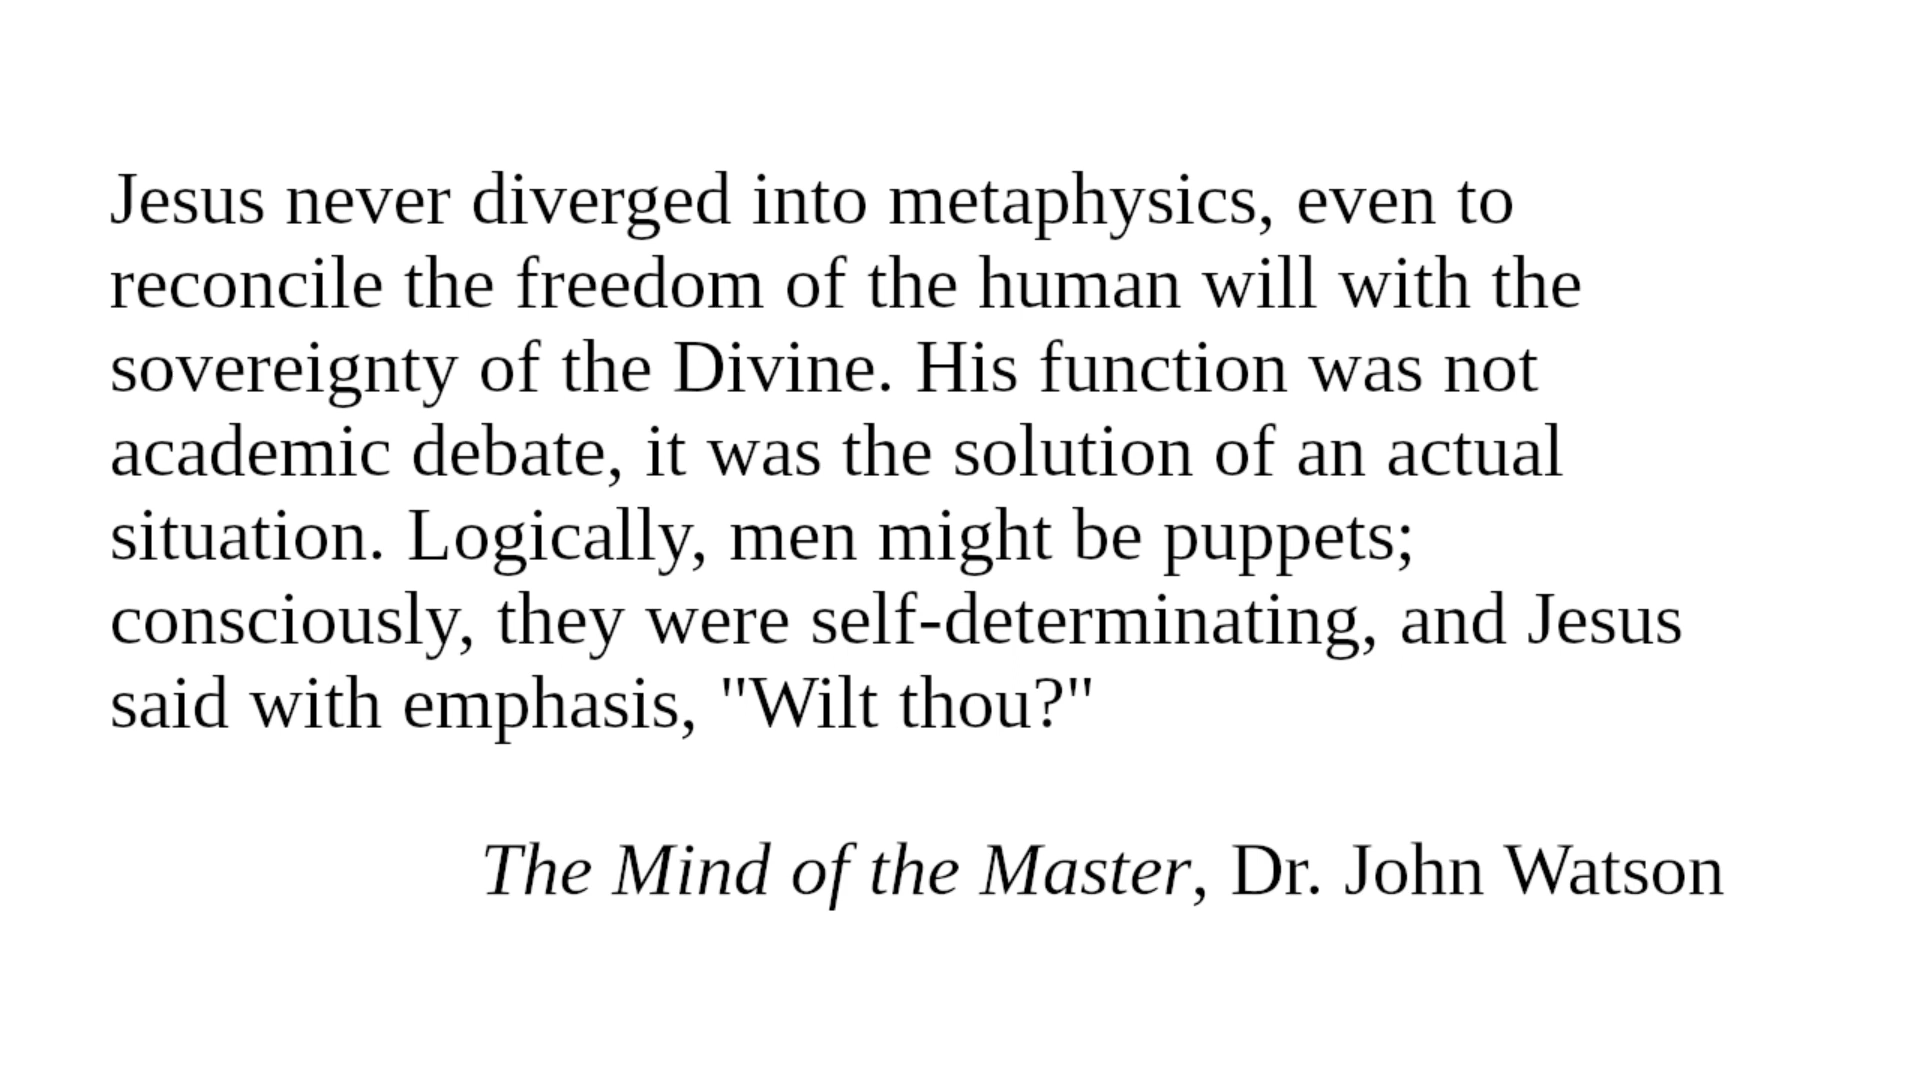 Jesus never diverged into metaphysics, even to
reconcile the freedom of the human will with the
sovereignty of the Divine. His function was not
academic debate, it was the solution of an actual
situation. Logically, men might be puppets;
consciously, they were self-determinating, and Jesus
said with emphasis, "Wilt thou?"
The Mind of the Master, Dr. John Watson